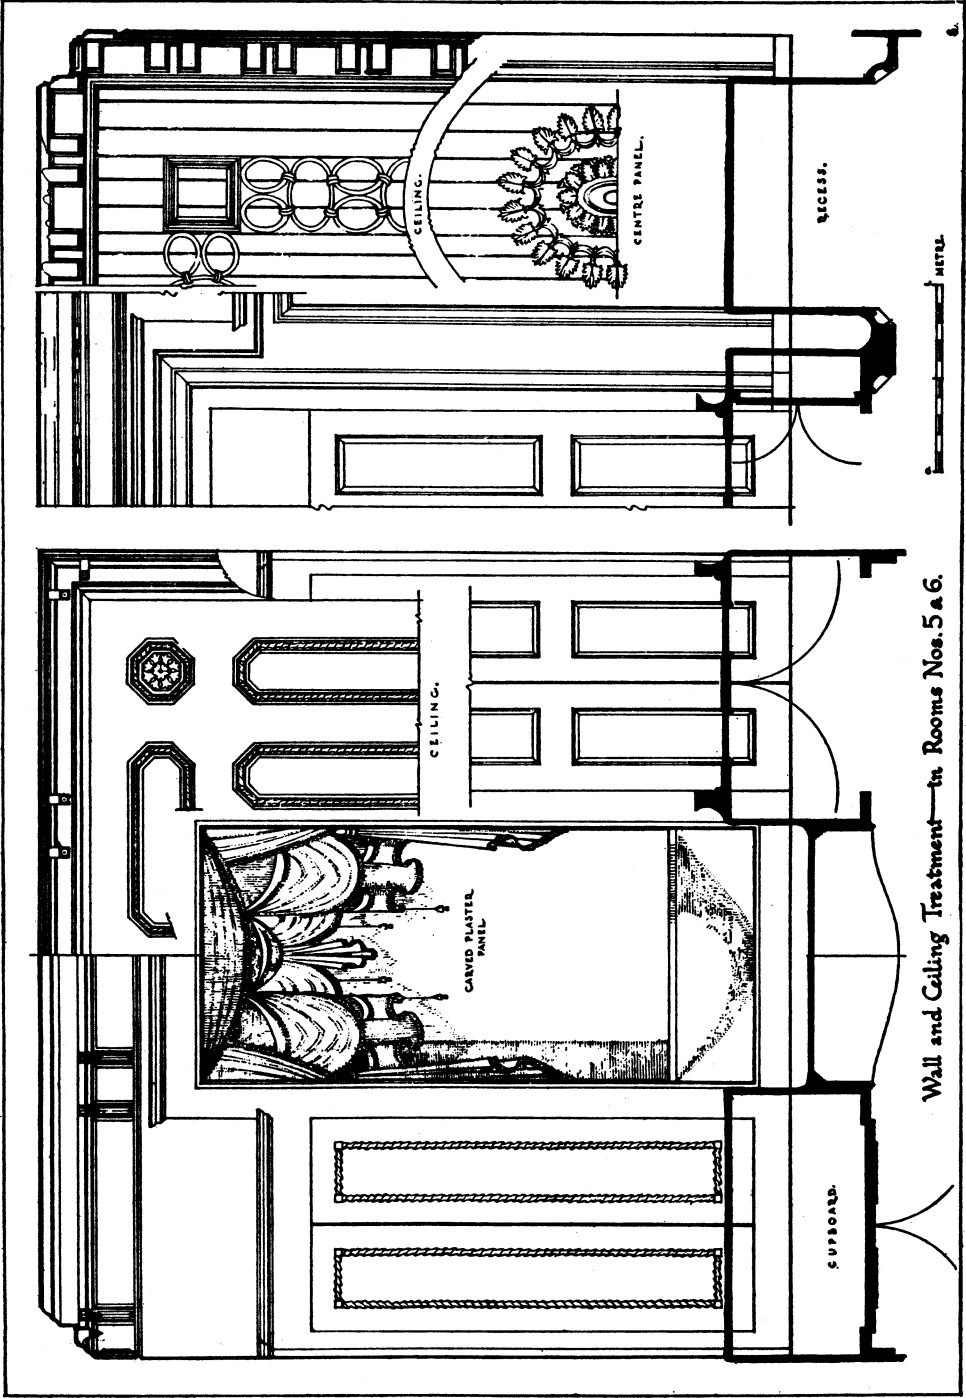 CUPBOARD.
CARVED PLASTER
PANEL
CEILING.
CEILING.
CENTRE PANEL.
RECESS.
METRE.
Wall and Ceiling Treatment—in Rooms Nos. 5 a 6.